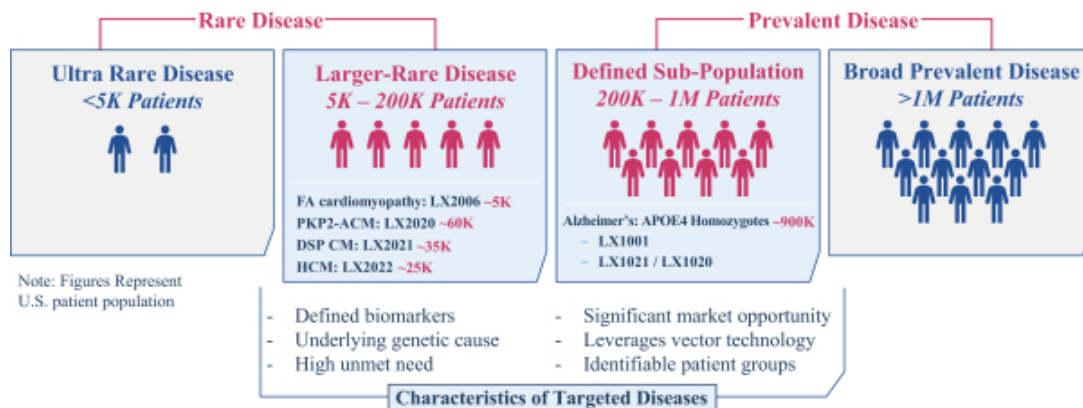 Rare Disease
Prevalent Disease
Ultra Rare Disease
<5K Patients
Larger-Rare Disease
5K – 200K Patients
FA cardiomyopathy: LX2006 ~5K
PKP2-ACM: LX2020 ~60K
DSP CM: LX2021 ~35K
HCM: LX2022 ~25K
Defined Sub-Population
200K – 1M Patients
Alzheimer's: APOE4 Homozygotes ~900K
– LX1001
– LX1021 / LX1020
Broad Prevalent Disease
>1M Patients
Note: Figures Represent
U.S. patient population
- Defined biomarkers
- Underlying genetic cause
- High unmet need
- Significant market opportunity
- Leverages vector technology
- Identifiable patient groups
Characteristics of Targeted Diseases